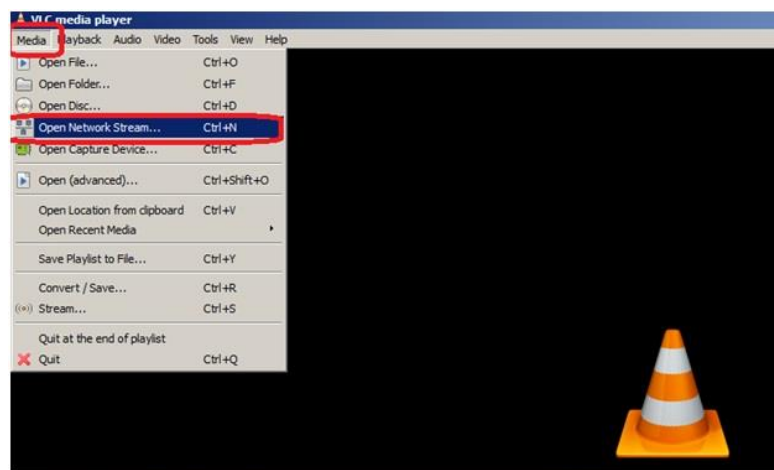 VLC media player
Media Playback Audio Video Tools View Help
Open File... Ctrl+O
Open Folder... Ctrl+F
Open Disc... Ctrl+D
Open Network Stream... Ctrl+N
Open Capture Device... Ctrl+C
Open (advanced)... Ctrl+Shift+O
Open Location from clipboard Ctrl+V
Open Recent Media
Save Playlist to File... Ctrl+Y
Convert / Save... Ctrl+R
Stream... Ctrl+S
Quit at the end of playlist
Quit Ctrl+Q